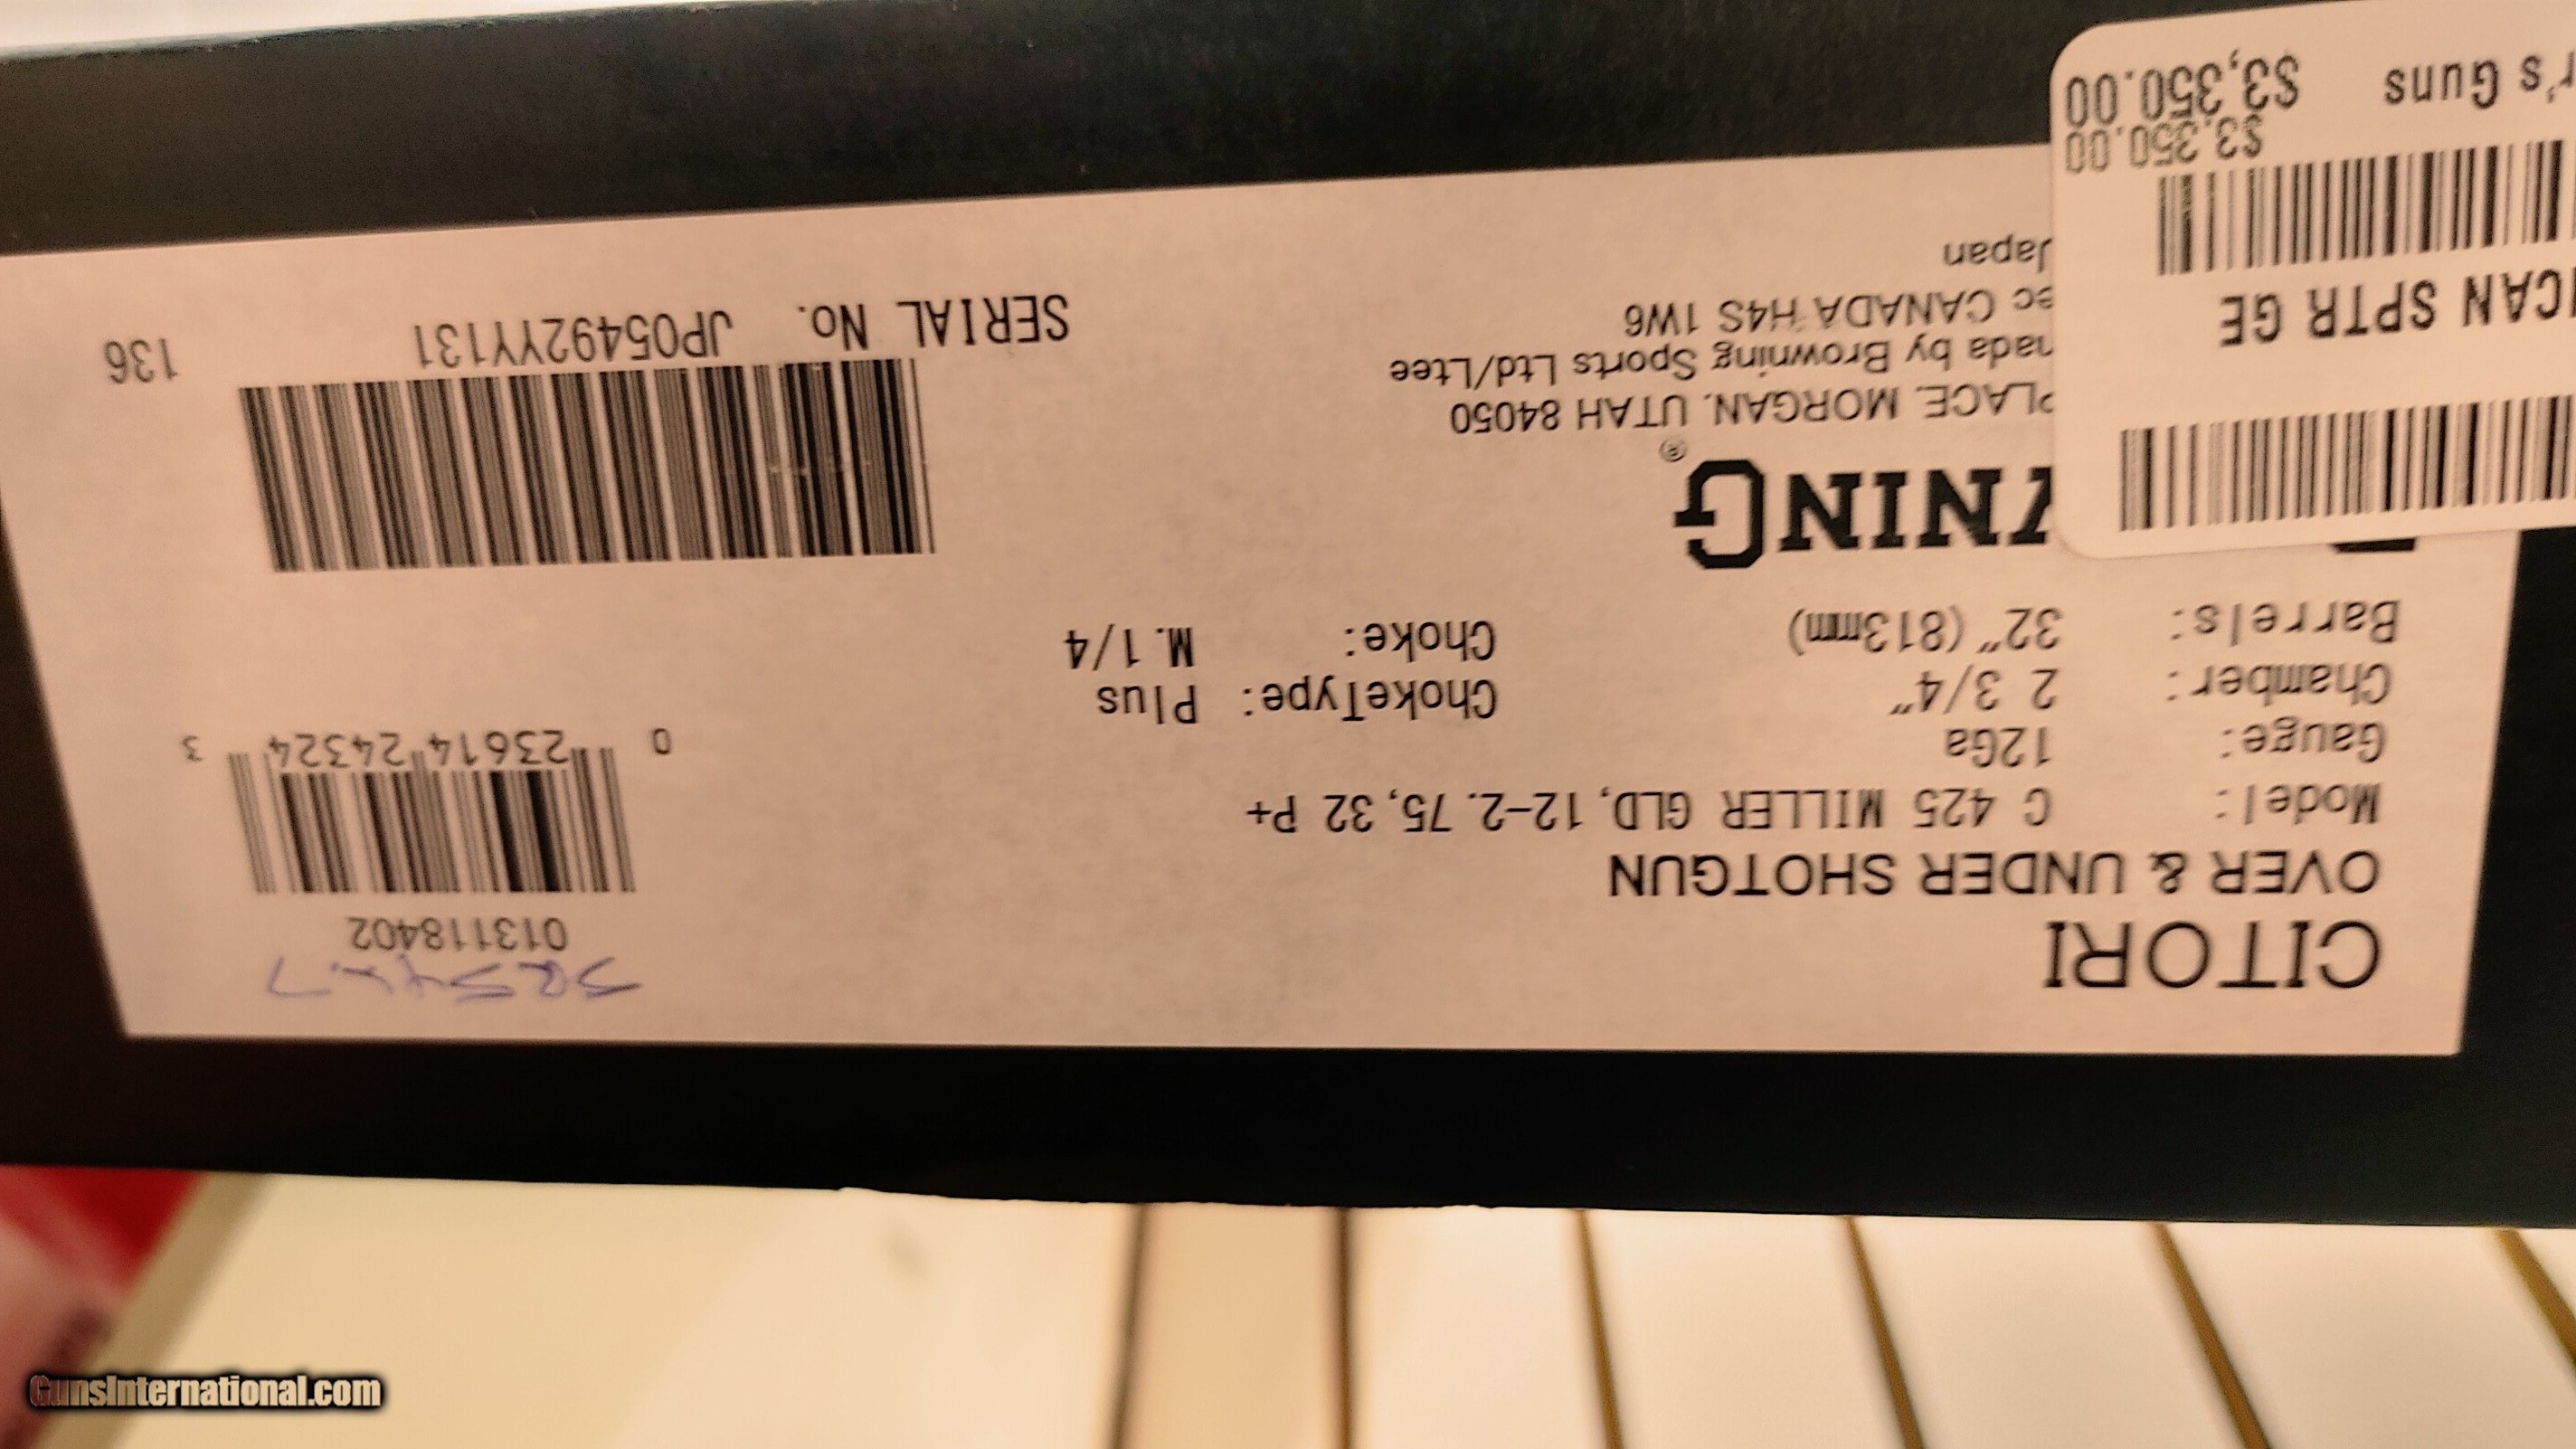 CITORI
OVER & UNDER SHOTGUN
Model: C 425 MILLER GLD,12-2.75,32 P+
Gauge: 12Ga
Chamber: 2 3/4" ChokeType: Plus
Barrels: 32"(813mm) Choke: M.1/4
013118402
0 23614 24324 3
WNING®
PLACE, MORGAN, UTAH 84050
nada by Browning Sports Ltd/Ltee
ec CANADA H4S 1W6
Japan
SERIAL No. JP05492YY131 136
ICAN SPTR GE
$3,350.00
r's Guns $3,350.00
GunsInternational.com